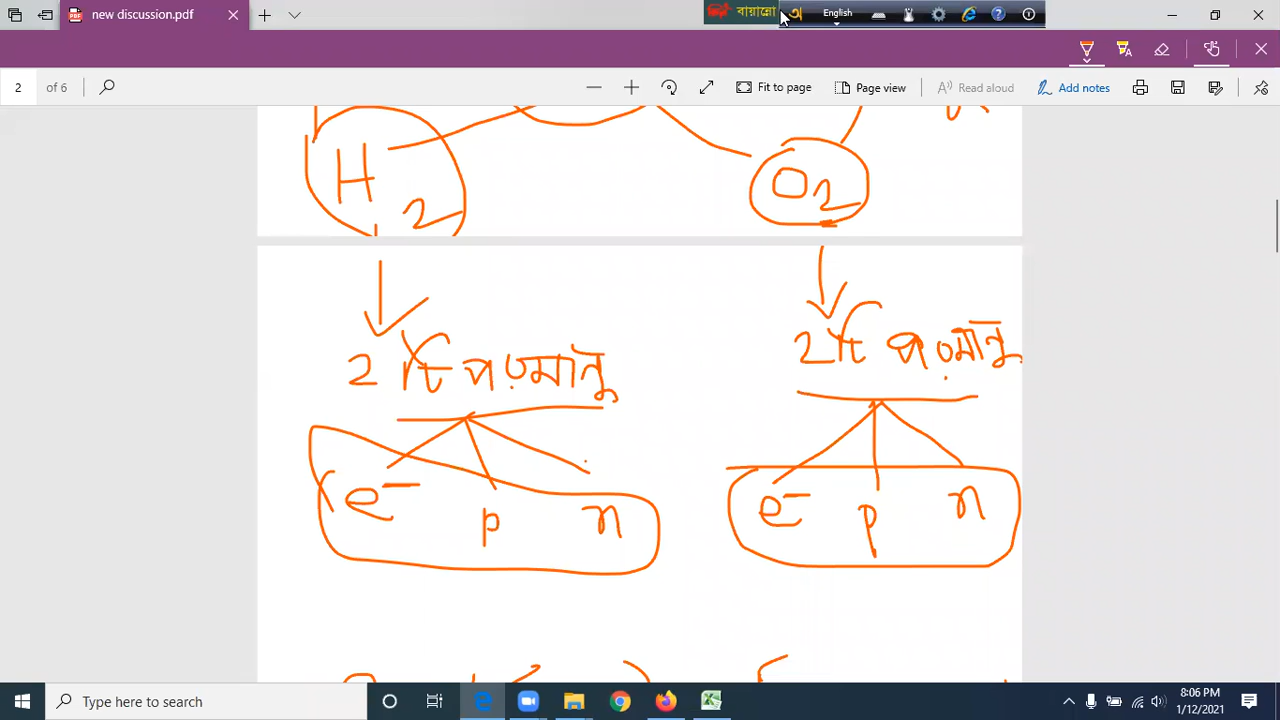 new discussion.pdf
বায়ান্নো
অ English
2 of 6
Fit to page
Page view
Read aloud
Add notes
H2
O2
2 টি পরমানু
2 টি পরমানু
e- p n
e- p n
Type here to search
8:06 PM
1/12/2021